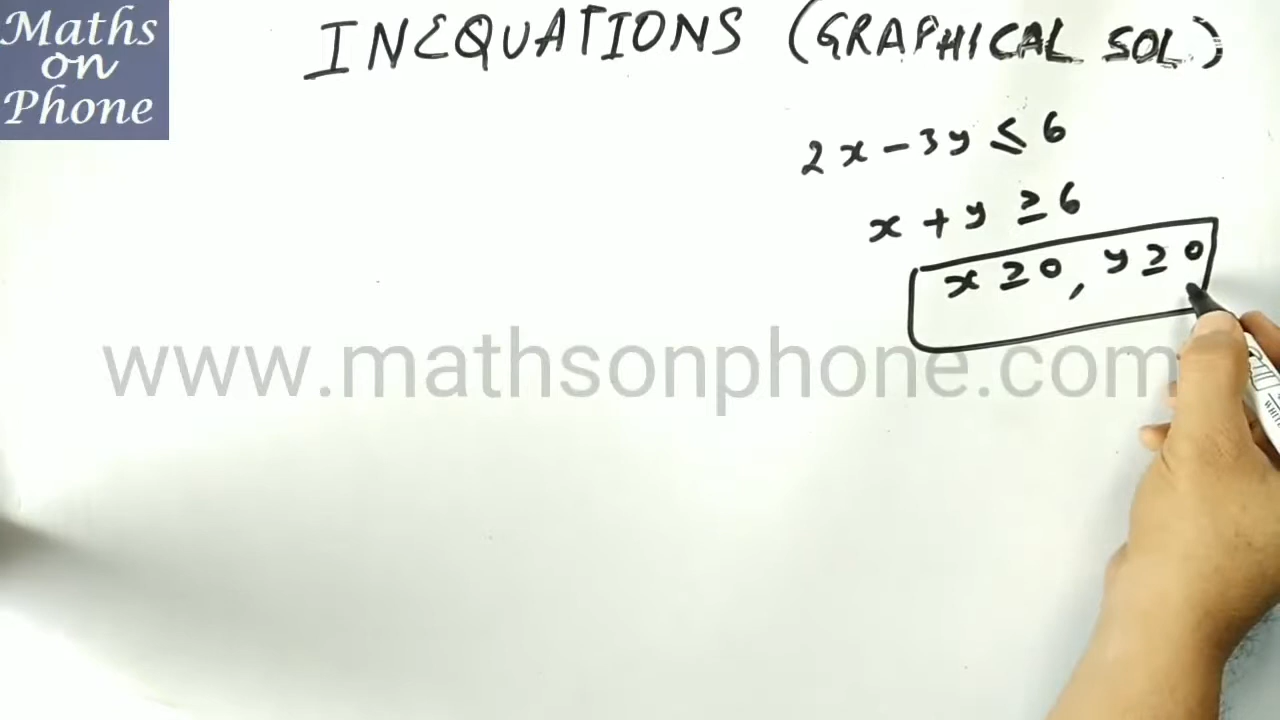 Maths
on
Phone
INEQUATIONS (GRAPHICAL SOL)
2x - 3y ≤ 6
x + y ≥ 6
x ≥ 0, y ≥ 0
www.mathsonphone.com